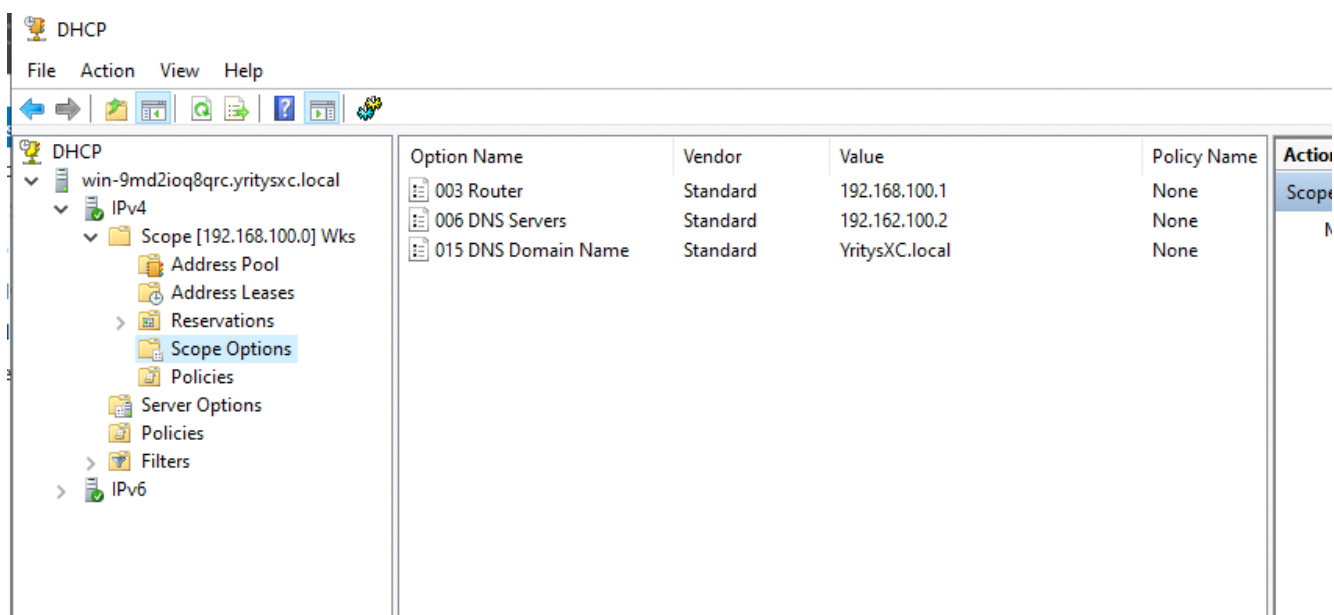 DHCP
File Action View Help
DHCP Option Name Vendor Value Policy Name
win-9md2ioq8qrc.yritysxc.local 003 Router Standard 192.168.100.1 None
IPv4 006 DNS Servers Standard 192.162.100.2 None
Scope [192.168.100.0] Wks 015 DNS Domain Name Standard YritysXC.local None
Address Pool
Address Leases
Reservations
Scope Options
Policies
Server Options
Policies
Filters
IPv6